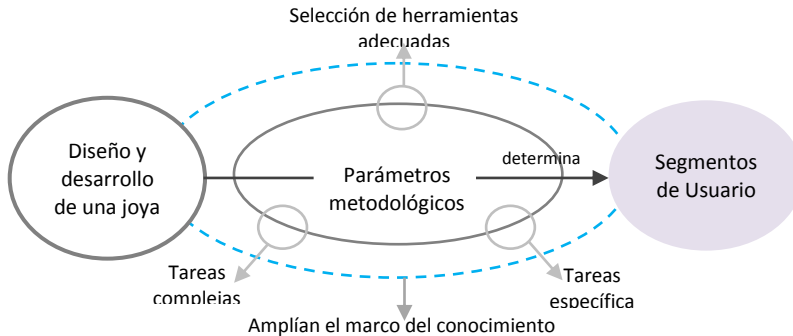 Selección de herramientas
adecuadas
Diseño y
desarrollo
de una joya
Parámetros
metodológicos
determina
Segmentos
de Usuario
Tareas
complejas
Tareas
específica
Amplían el marco del conocimiento